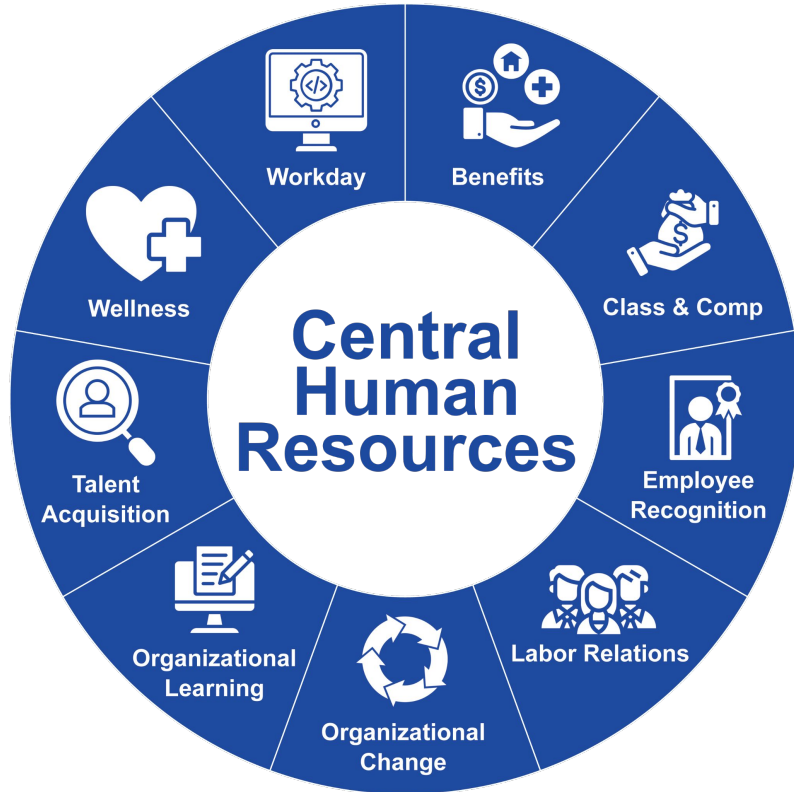 Central
Human
Resources
Benefits
Class & Comp
Employee
Recognition
Labor Relations
Organizational
Change
Organizational
Learning
Talent
Acquisition
Wellness
Workday